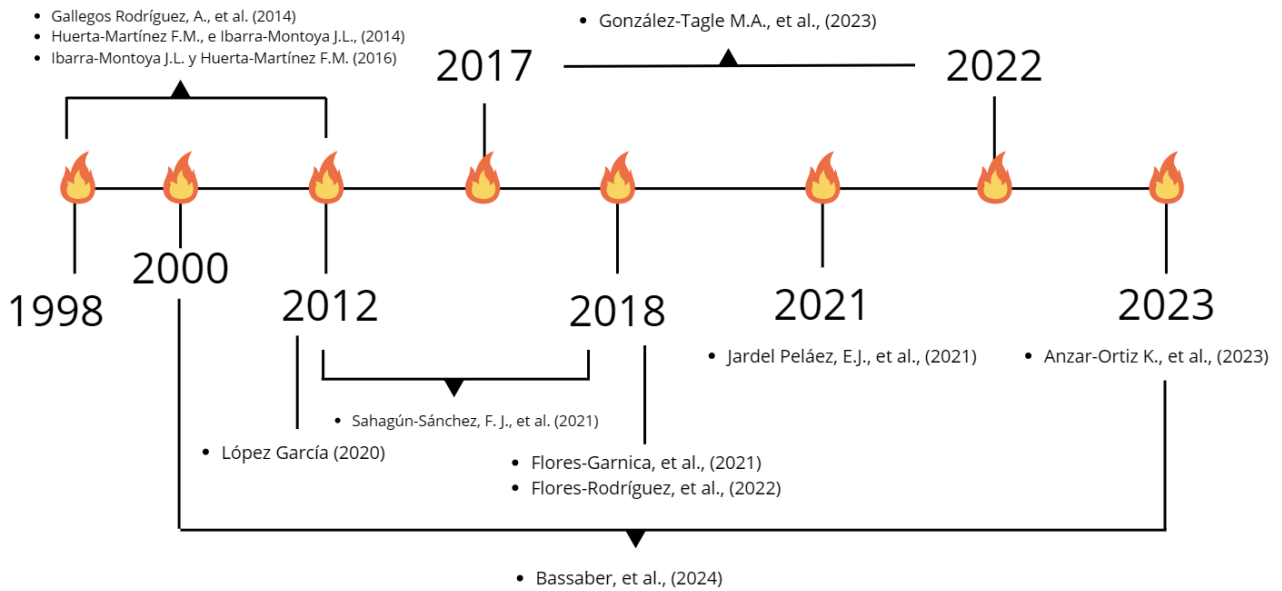 • Gallegos Rodríguez, A., et al. (2014)
• Huerta-Martínez F.M., e Ibarra-Montoya J.L., (2014)
• Ibarra-Montoya J.L. y Huerta-Martínez F.M. (2016)
• González-Tagle M.A., et al., (2023)
2017
2022
1998
2000
2012
2018
2021
2023
• Jardel Peláez, E.J., et al., (2021)
• Anzar-Ortiz K., et al., (2023)
• Sahagún-Sánchez, F. J., et al. (2021)
• López García (2020)
• Flores-Garnica, et al., (2021)
• Flores-Rodríguez, et al., (2022)
• Bassaber, et al., (2024)